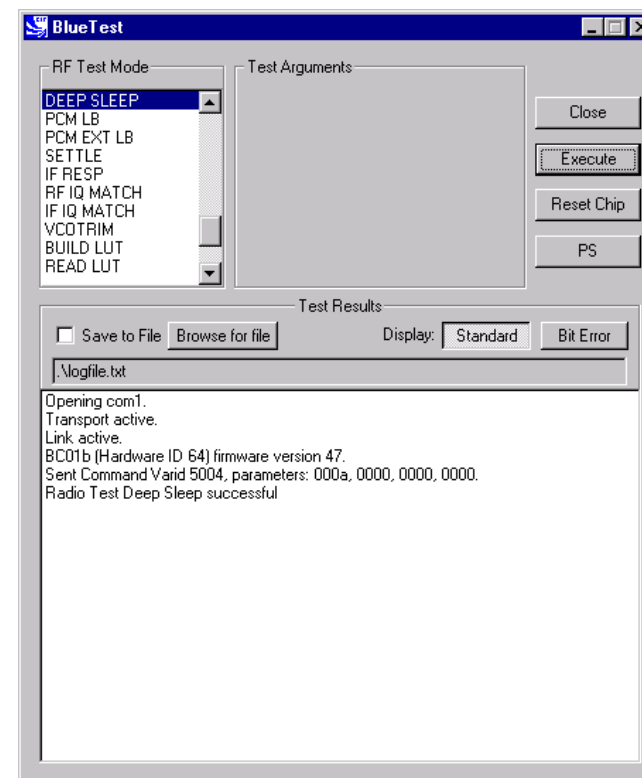 BlueTest
RF Test Mode
DEEP SLEEP
PCM LB
PCM EXT LB
SETTLE
IF RESP
RF IQ MATCH
IF IQ MATCH
VCOTRIM
BUILD LUT
READ LUT
Test Arguments
Close
Execute
Reset Chip
PS
Test Results
Save to File Browse for file Display: Standard Bit Error
.\logfile.txt
Opening com1.
Transport active.
Link active.
BC01b (Hardware ID 64) firmware version 47.
Sent Command Varid 5004, parameters: 000a, 0000, 0000, 0000.
Radio Test Deep Sleep successful